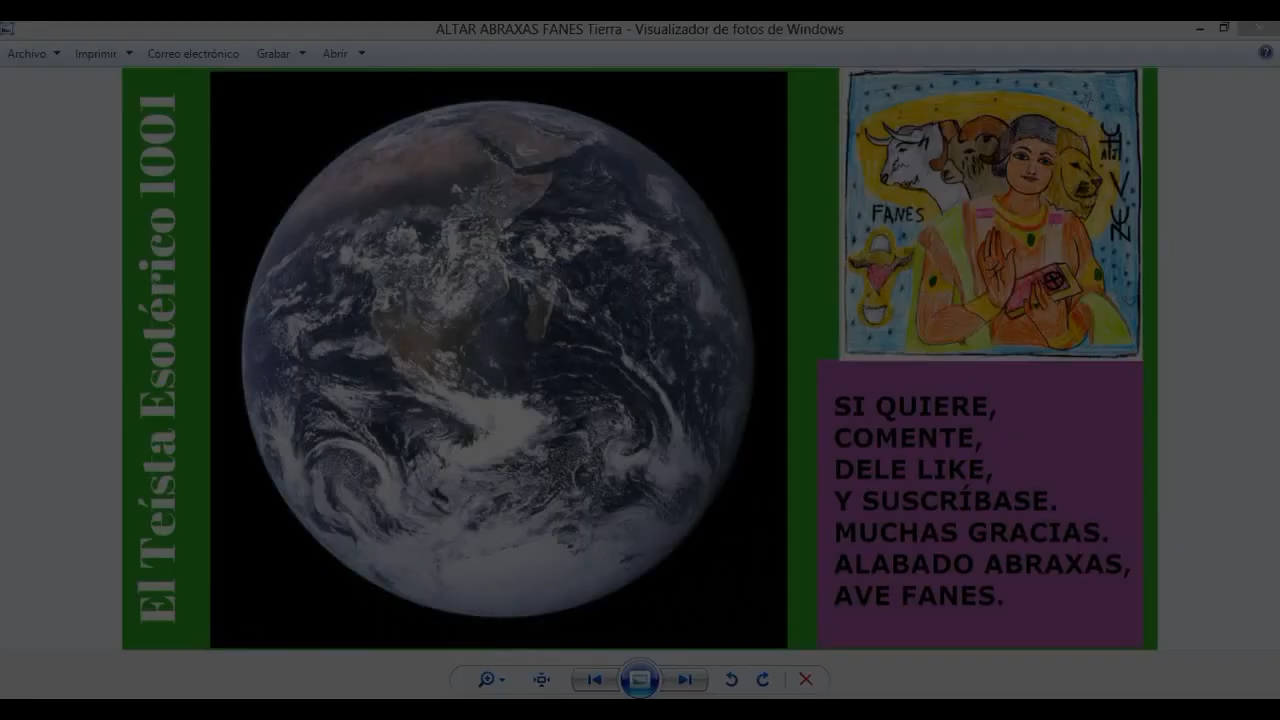 ALTAR ABRAXAS FANES Tierra - Visualizador de fotos de Windows
Archivo Imprimir Correo electrónico Grabar Abrir
El Teísta Esotérico 1001
FANES
SI QUIERE,
COMENTE,
DELE LIKE,
Y SUSCRÍBASE.
MUCHAS GRACIAS.
ALABADO ABRAXAS,
AVE FANES.